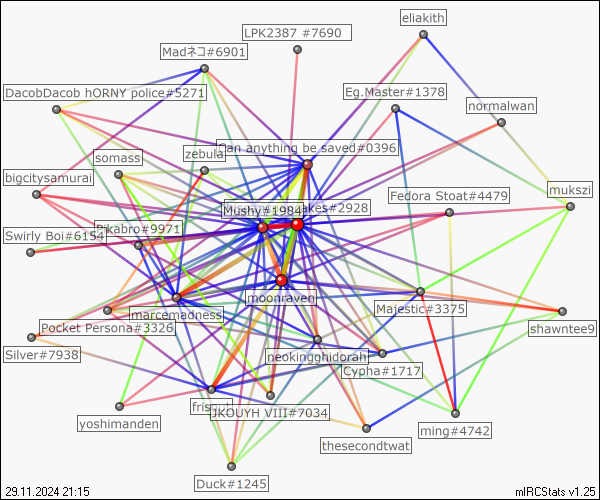 eliakith
LPK2387 #7690
Madネコ#6901
DacobDacob hORNY police#5271
Eg.Master#1378
normalwan
Can anything be saved#0396
zebula
somass
bigcitysamurai
mukszi
Fedora Stoat#4479
akes#2928
Mushy#1984
Pikabro#9971
Swirly Boi#6154
moonraven
marcemadness
Majestic#3375
Pocket Persona#3326
shawntee9
Silver#7938
neokingghidorah
Cypha#1717
frisput
JKOUYH VIII#7034
yoshimanden
ming#4742
thesecondtwat
Duck#1245
29.11.2024 21:15
mIRCStats v1.25